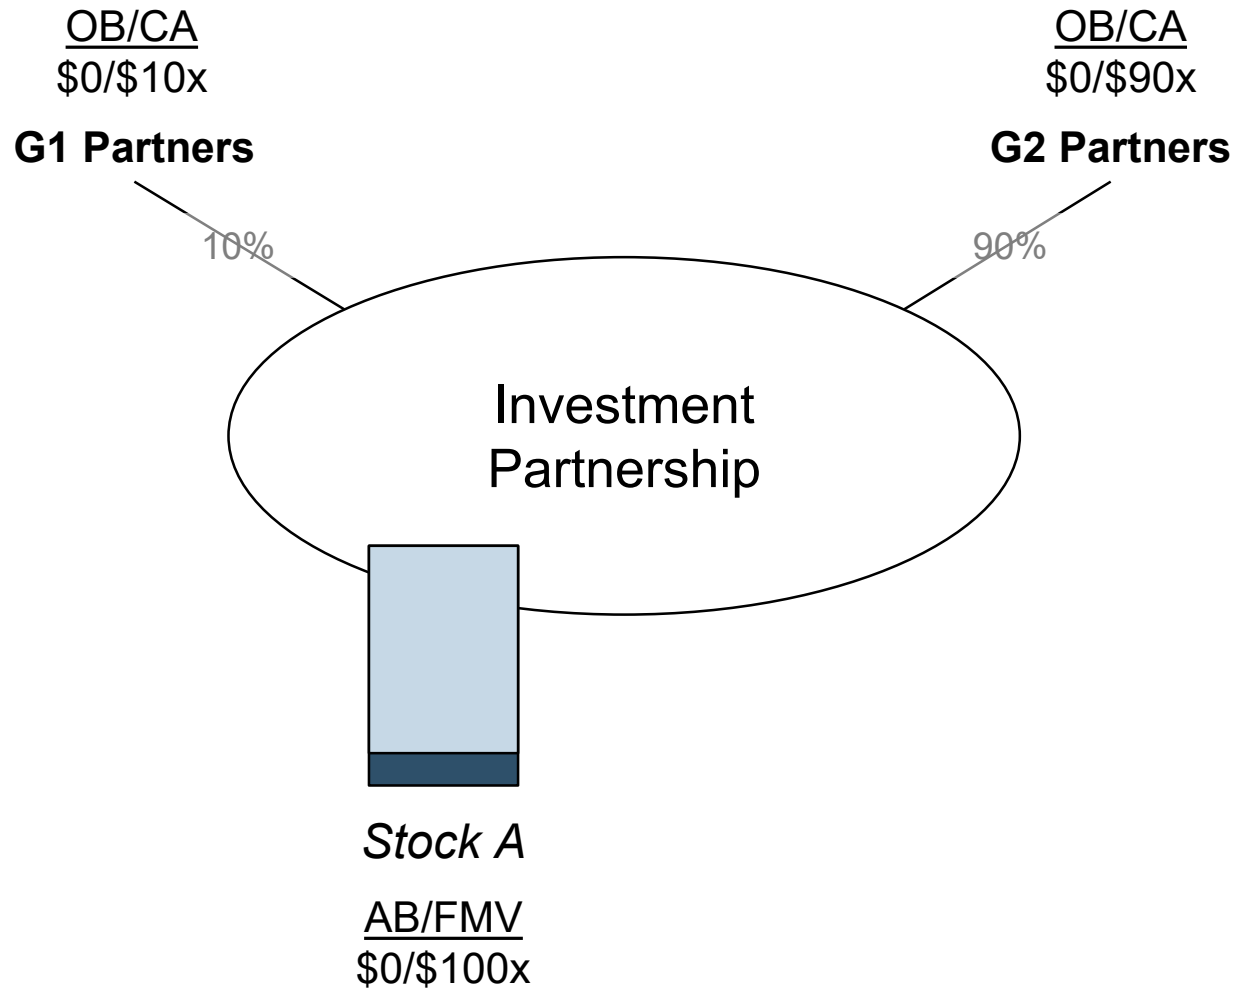 OB/CA
$0/$10x
G1 Partners
10%
OB/CA
$0/$90x
G2 Partners
90%
Investment
Partnership
Stock A
AB/FMV
$0/$100x